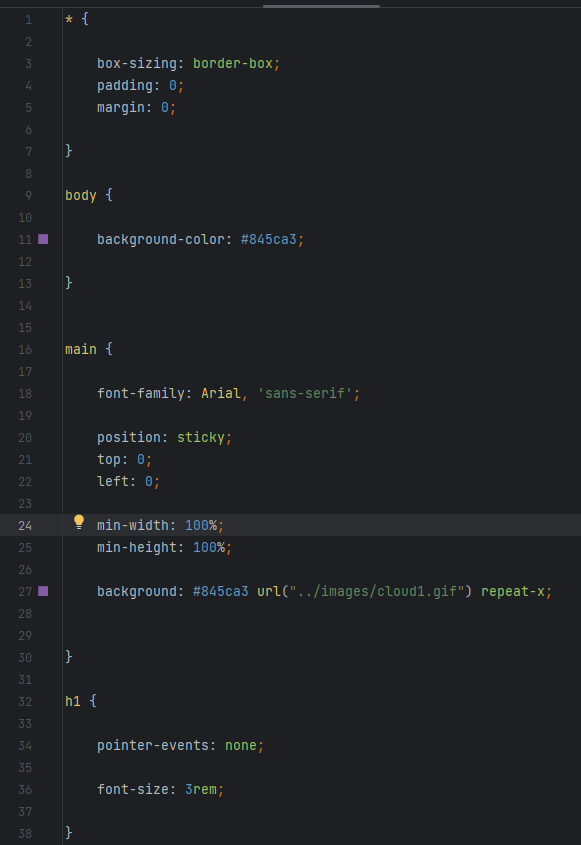 1 * {
2
3 box-sizing: border-box;
4 padding: 0;
5 margin: 0;
6
7 }
8
9 body {
10
11 background-color: #845ca3;
12
13 }
14
15
16 main {
17
18 font-family: Arial, 'sans-serif';
19
20 position: sticky;
21 top: 0;
22 left: 0;
23
24 min-width: 100%;
25 min-height: 100%;
26
27 background: #845ca3 url("../images/cloud1.gif") repeat-x;
28
29
30 }
31
32 h1 {
33
34 pointer-events: none;
35
36 font-size: 3rem;
37
38 }